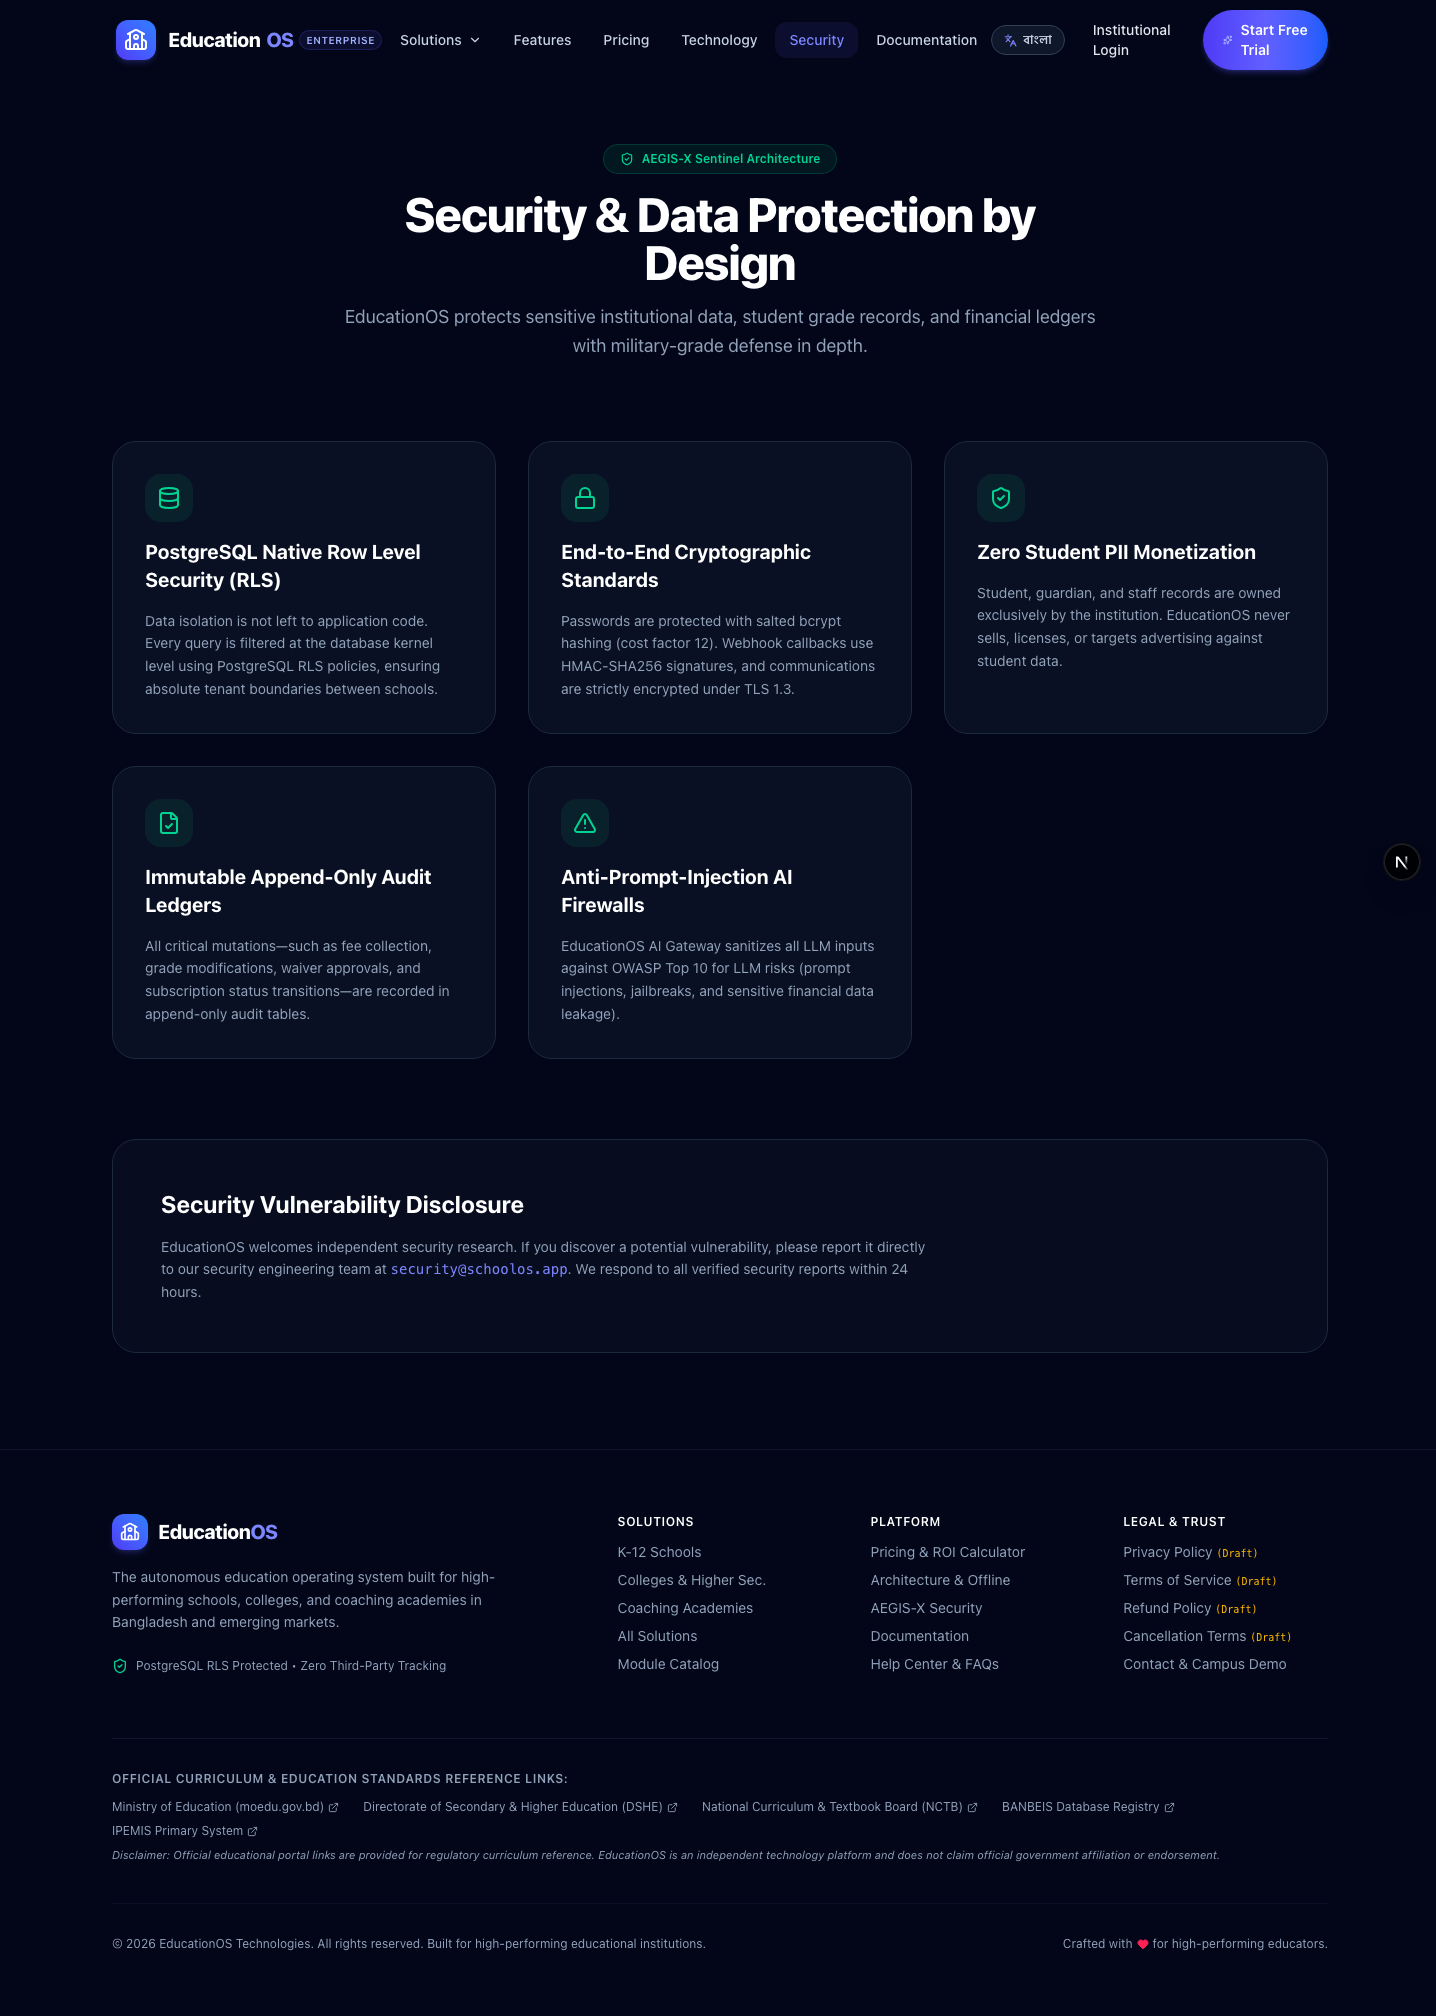 Education OS ENTERPRISE Solutions Features Pricing Technology Security Documentation বাংলা Institutional Login Start Free Trial
AEGIS-X Sentinel Architecture
Security & Data Protection by
Design
EducationOS protects sensitive institutional data, student grade records, and financial ledgers
with military-grade defense in depth.
PostgreSQL Native Row Level
Security (RLS)
Data isolation is not left to application code.
Every query is filtered at the database kernel
level using PostgreSQL RLS policies, ensuring
absolute tenant boundaries between schools.
End-to-End Cryptographic
Standards
Passwords are protected with salted bcrypt
hashing (cost factor 12). Webhook callbacks use
HMAC-SHA256 signatures, and communications
are strictly encrypted under TLS 1.3.
Zero Student PII Monetization
Student, guardian, and staff records are owned
exclusively by the institution. EducationOS never
sells, licenses, or targets advertising against
student data.
Immutable Append-Only Audit
Ledgers
All critical mutations—such as fee collection,
grade modifications, waiver approvals, and
subscription status transitions—are recorded in
append-only audit tables.
Anti-Prompt-Injection AI
Firewalls
EducationOS AI Gateway sanitizes all LLM inputs
against OWASP Top 10 for LLM risks (prompt
injections, jailbreaks, and sensitive financial data
leakage).
N
Security Vulnerability Disclosure
EducationOS welcomes independent security research. If you discover a potential vulnerability, please report it directly
to our security engineering team at security@schoolos.app. We respond to all verified security reports within 24
hours.
EducationOS
The autonomous education operating system built for high-
performing schools, colleges, and coaching academies in
Bangladesh and emerging markets.
PostgreSQL RLS Protected • Zero Third-Party Tracking
SOLUTIONS
K-12 Schools
Colleges & Higher Sec.
Coaching Academies
All Solutions
Module Catalog
PLATFORM
Pricing & ROI Calculator
Architecture & Offline
AEGIS-X Security
Documentation
Help Center & FAQs
LEGAL & TRUST
Privacy Policy (Draft)
Terms of Service (Draft)
Refund Policy (Draft)
Cancellation Terms (Draft)
Contact & Campus Demo
OFFICIAL CURRICULUM & EDUCATION STANDARDS REFERENCE LINKS:
Ministry of Education (moedu.gov.bd) Directorate of Secondary & Higher Education (DSHE) National Curriculum & Textbook Board (NCTB) BANBEIS Database Registry
IPEMIS Primary System
Disclaimer: Official educational portal links are provided for regulatory curriculum reference. EducationOS is an independent technology platform and does not claim official government affiliation or endorsement.
© 2026 EducationOS Technologies. All rights reserved. Built for high-performing educational institutions.
Crafted with ❤ for high-performing educators.